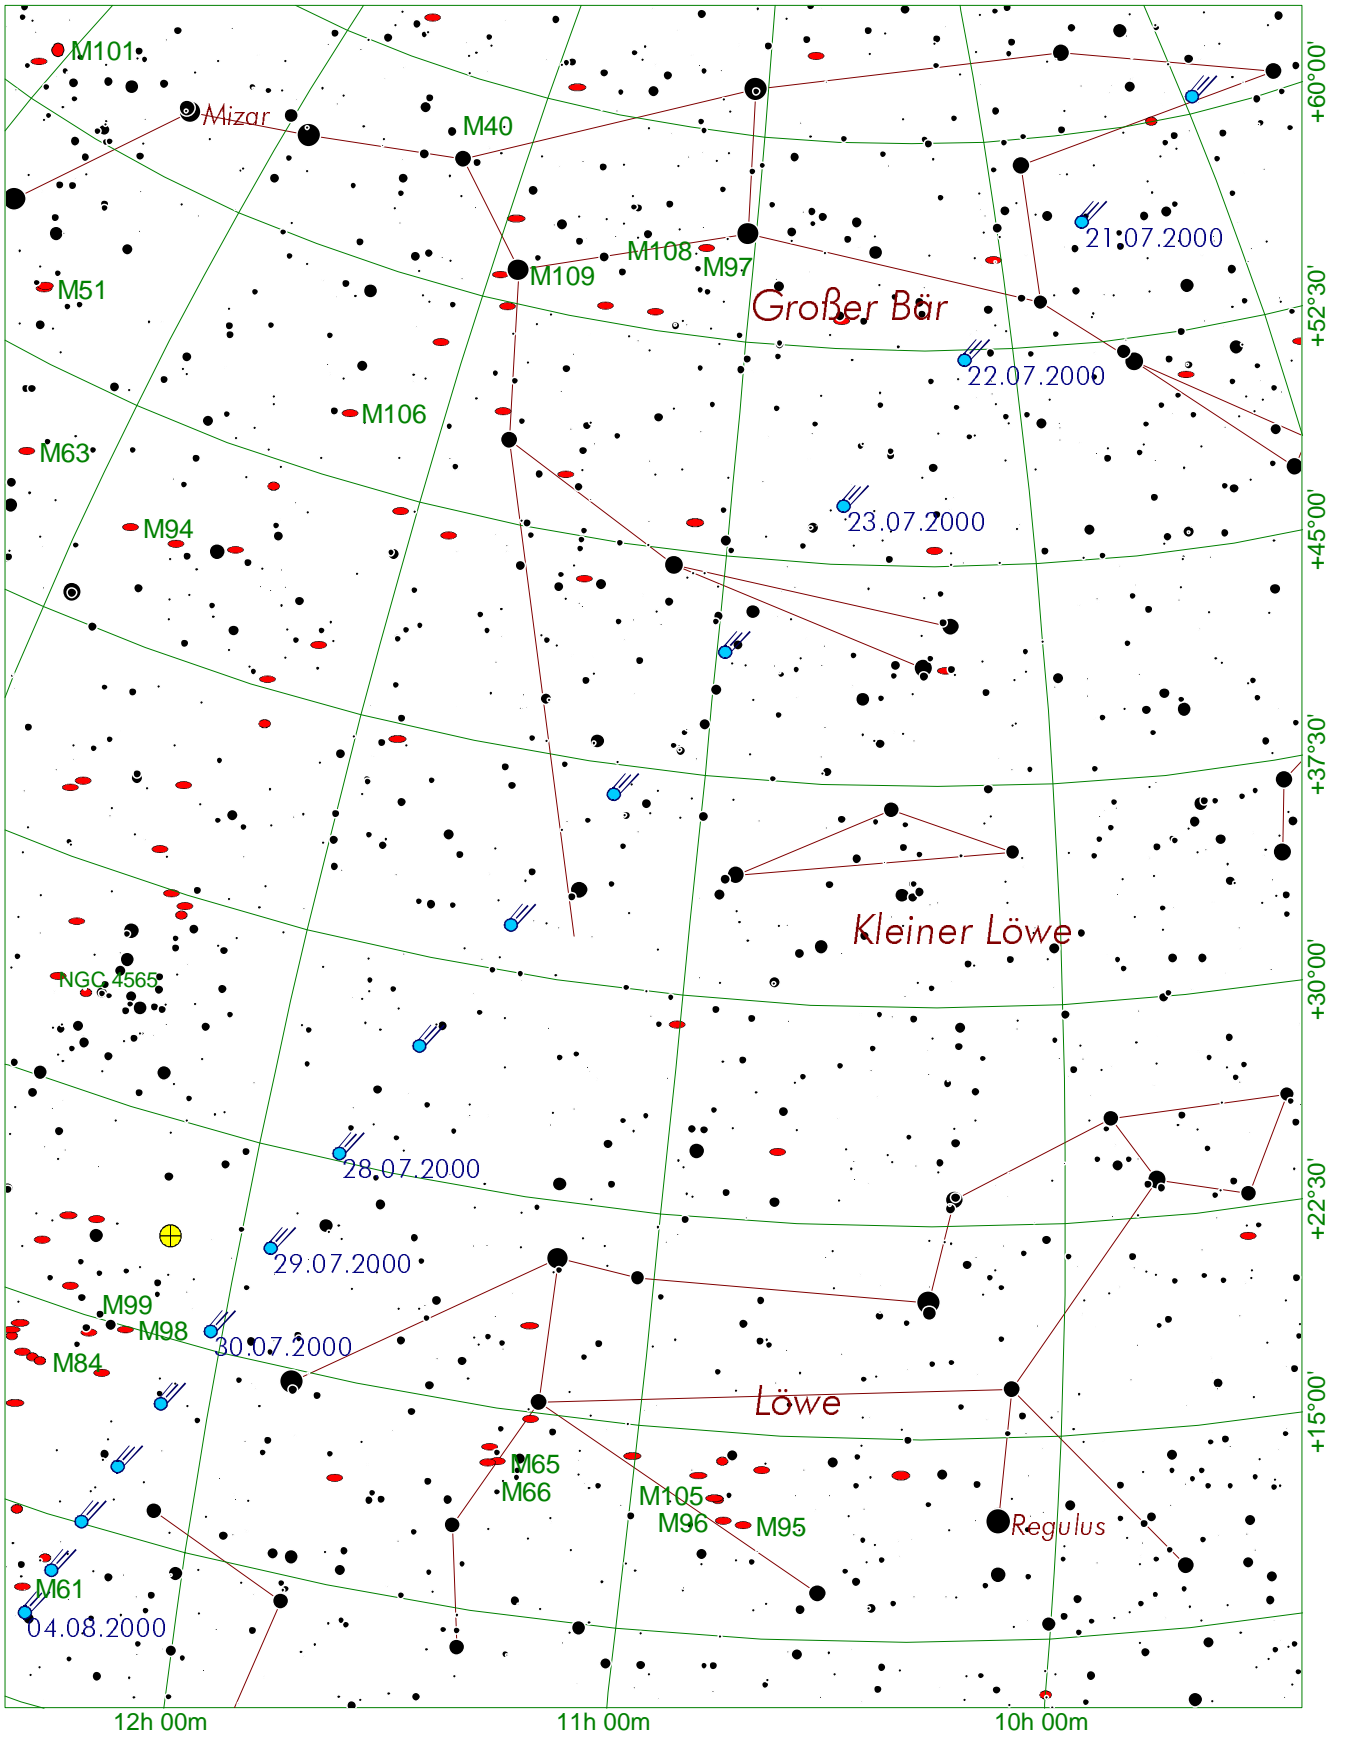 M101
Mizar
M40
+60°00'
21.07.2000
M108
M97
M109
M51
Großer Bär
+52°30'
22.07.2000
M106
M63
M94
23.07.2000
+45°00'
+37°30'
Kleiner Löwe
NGC 4565
+30°00'
28.07.2000
+22°30'
29.07.2000
M99
M98
30.07.2000
M84
Löwe
+15°00'
M65
M66
M105
M96
M95
Regulus
M61
04.08.2000
12h 00m
11h 00m
10h 00m